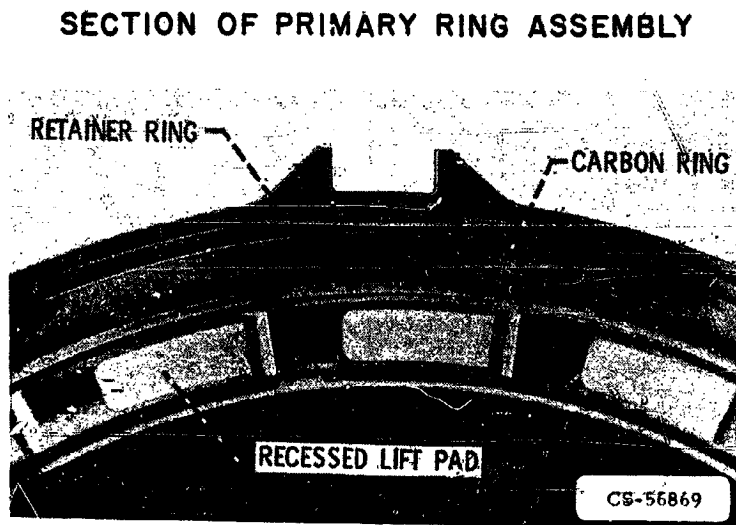 SECTION OF PRIMARY RING ASSEMBLY
RETAINER RING
CARBON RING
RECESSED LIFT PAD
CS-56869